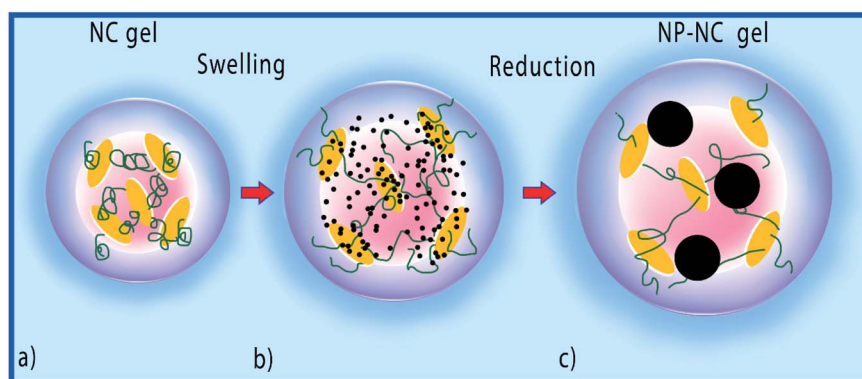 NC gel
Swelling
Reduction
NP-NC gel
a)
b)
c)